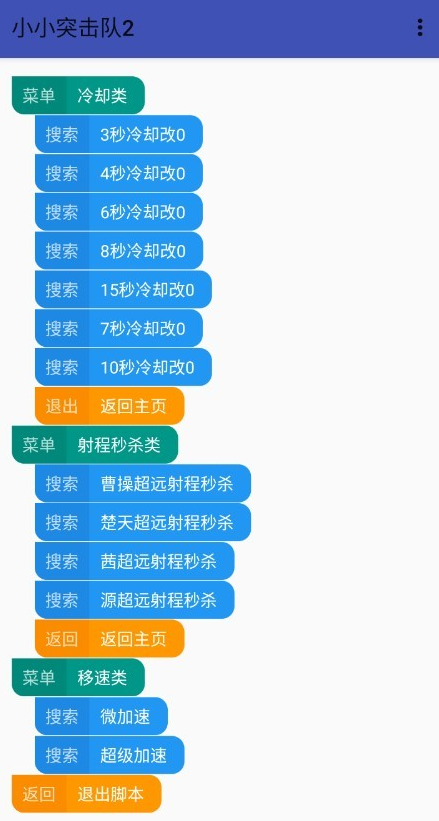 小小突击队2
菜单 冷却类
搜索 3秒冷却改0
搜索 4秒冷却改0
搜索 6秒冷却改0
搜索 8秒冷却改0
搜索 15秒冷却改0
搜索 7秒冷却改0
搜索 10秒冷却改0
退出 返回主页
菜单 射程秒杀类
搜索 曹操超远射程秒杀
搜索 楚天超远射程秒杀
搜索 茜超远射程秒杀
搜索 源超远射程秒杀
返回 返回主页
菜单 移速类
搜索 微加速
搜索 超级加速
返回 退出脚本